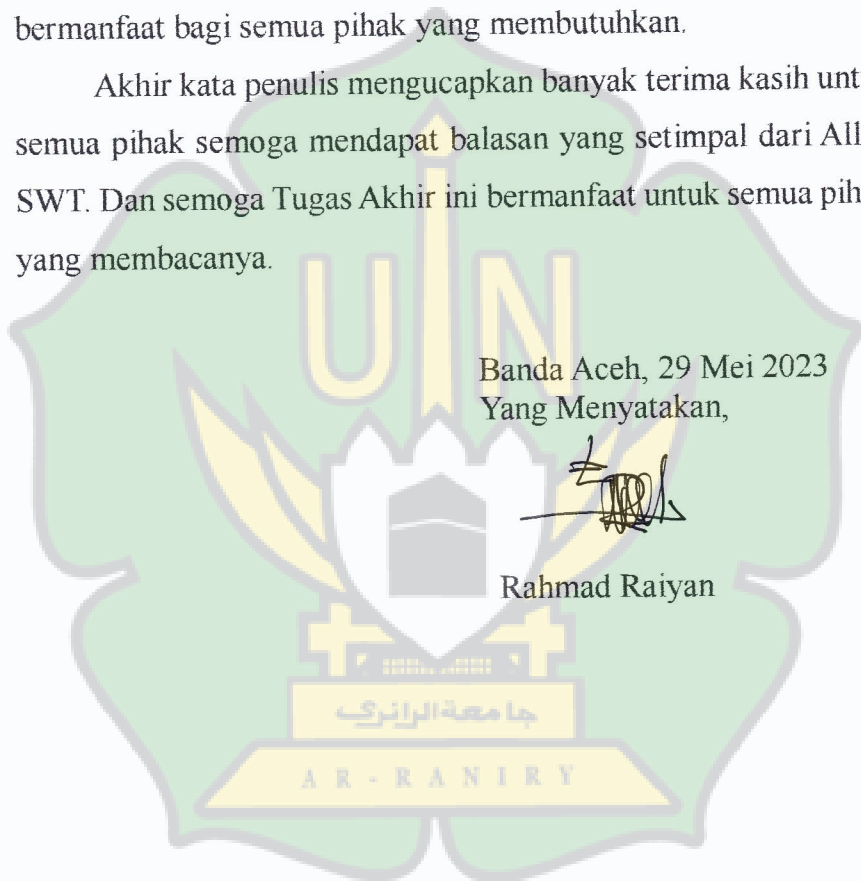 bermanfaat bagi semua pihak yang membutuhkan.
Akhir kata penulis mengucapkan banyak terima kasih unt
semua pihak semoga mendapat balasan yang setimpal dari All
SWT. Dan semoga Tugas Akhir ini bermanfaat untuk semua pih
yang membacanya.
UIN
Banda Aceh, 29 Mei 2023
Yang Menyatakan,
Rahmad Raiyan
جامعة الرانري
AR-RANIRY